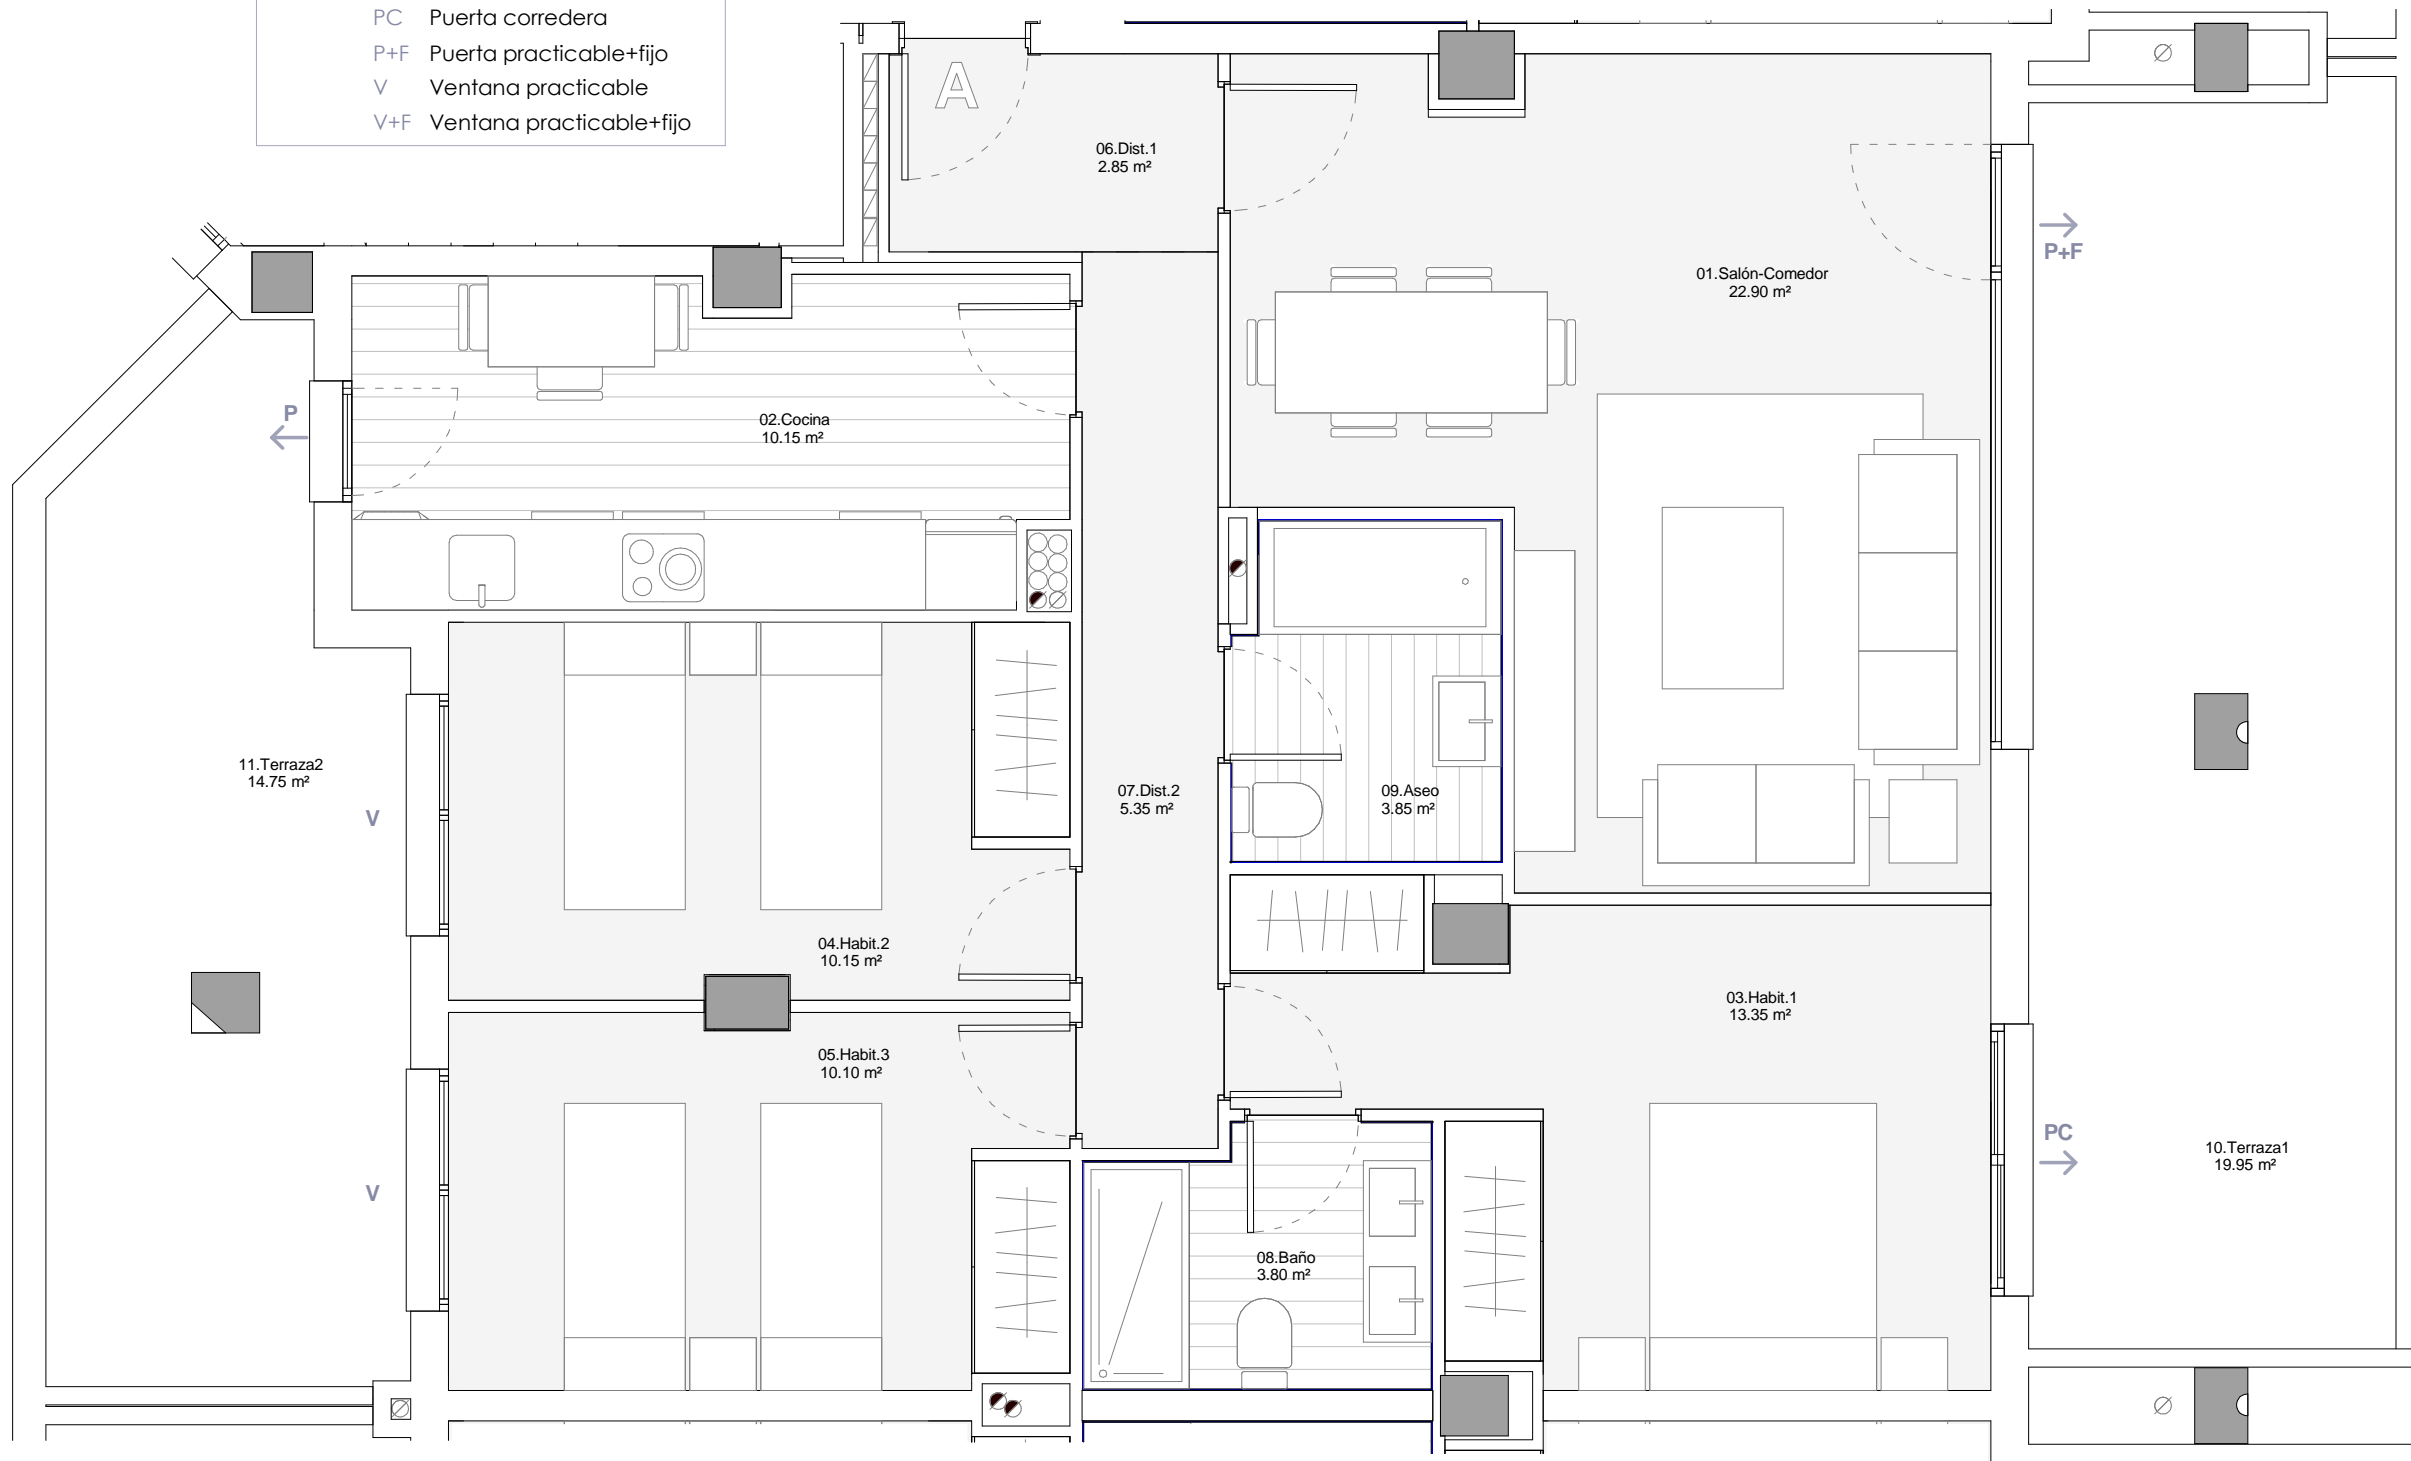 PC Puerta corredera
P+F Puerta practicable+fijo
V Ventana practicable
V+F Ventana practicable+fijo
A
06.Dist.1
2.85 m²
01.Salón-Comedor
22.90 m²
P+F
P
02.Cocina
10.15 m²
11.Terraza2
14.75 m²
V
07.Dist.2
5.35 m²
09.Aseo
3.85 m²
04.Habit.2
10.15 m²
03.Habit.1
13.35 m²
05.Habit.3
10.10 m²
V
PC
10.Terraza1
19.95 m²
08.Baño
3.80 m²